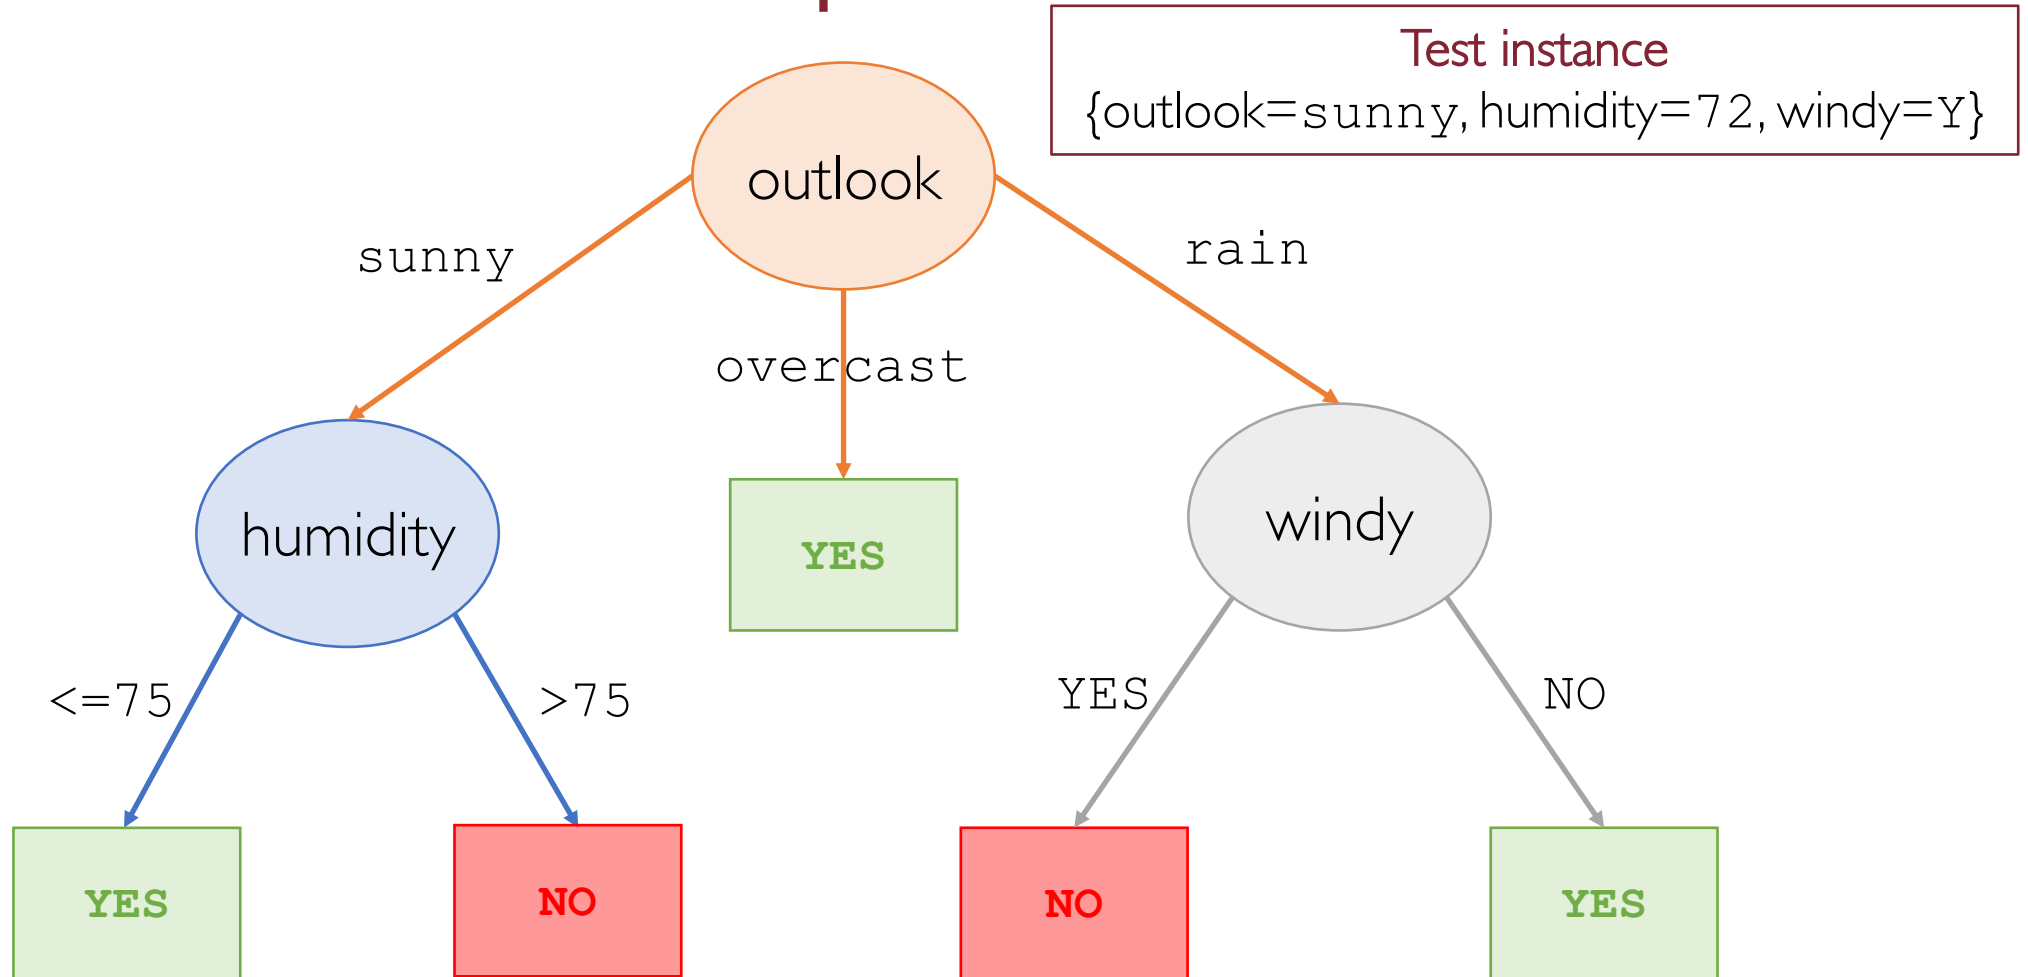 Test instance
{outlook=sunny, humidity=72, windy=Y}
outlook
sunny
rain
overcast
humidity
YES
windy
<=75
>75
YES
NO
YES
NO
NO
YES